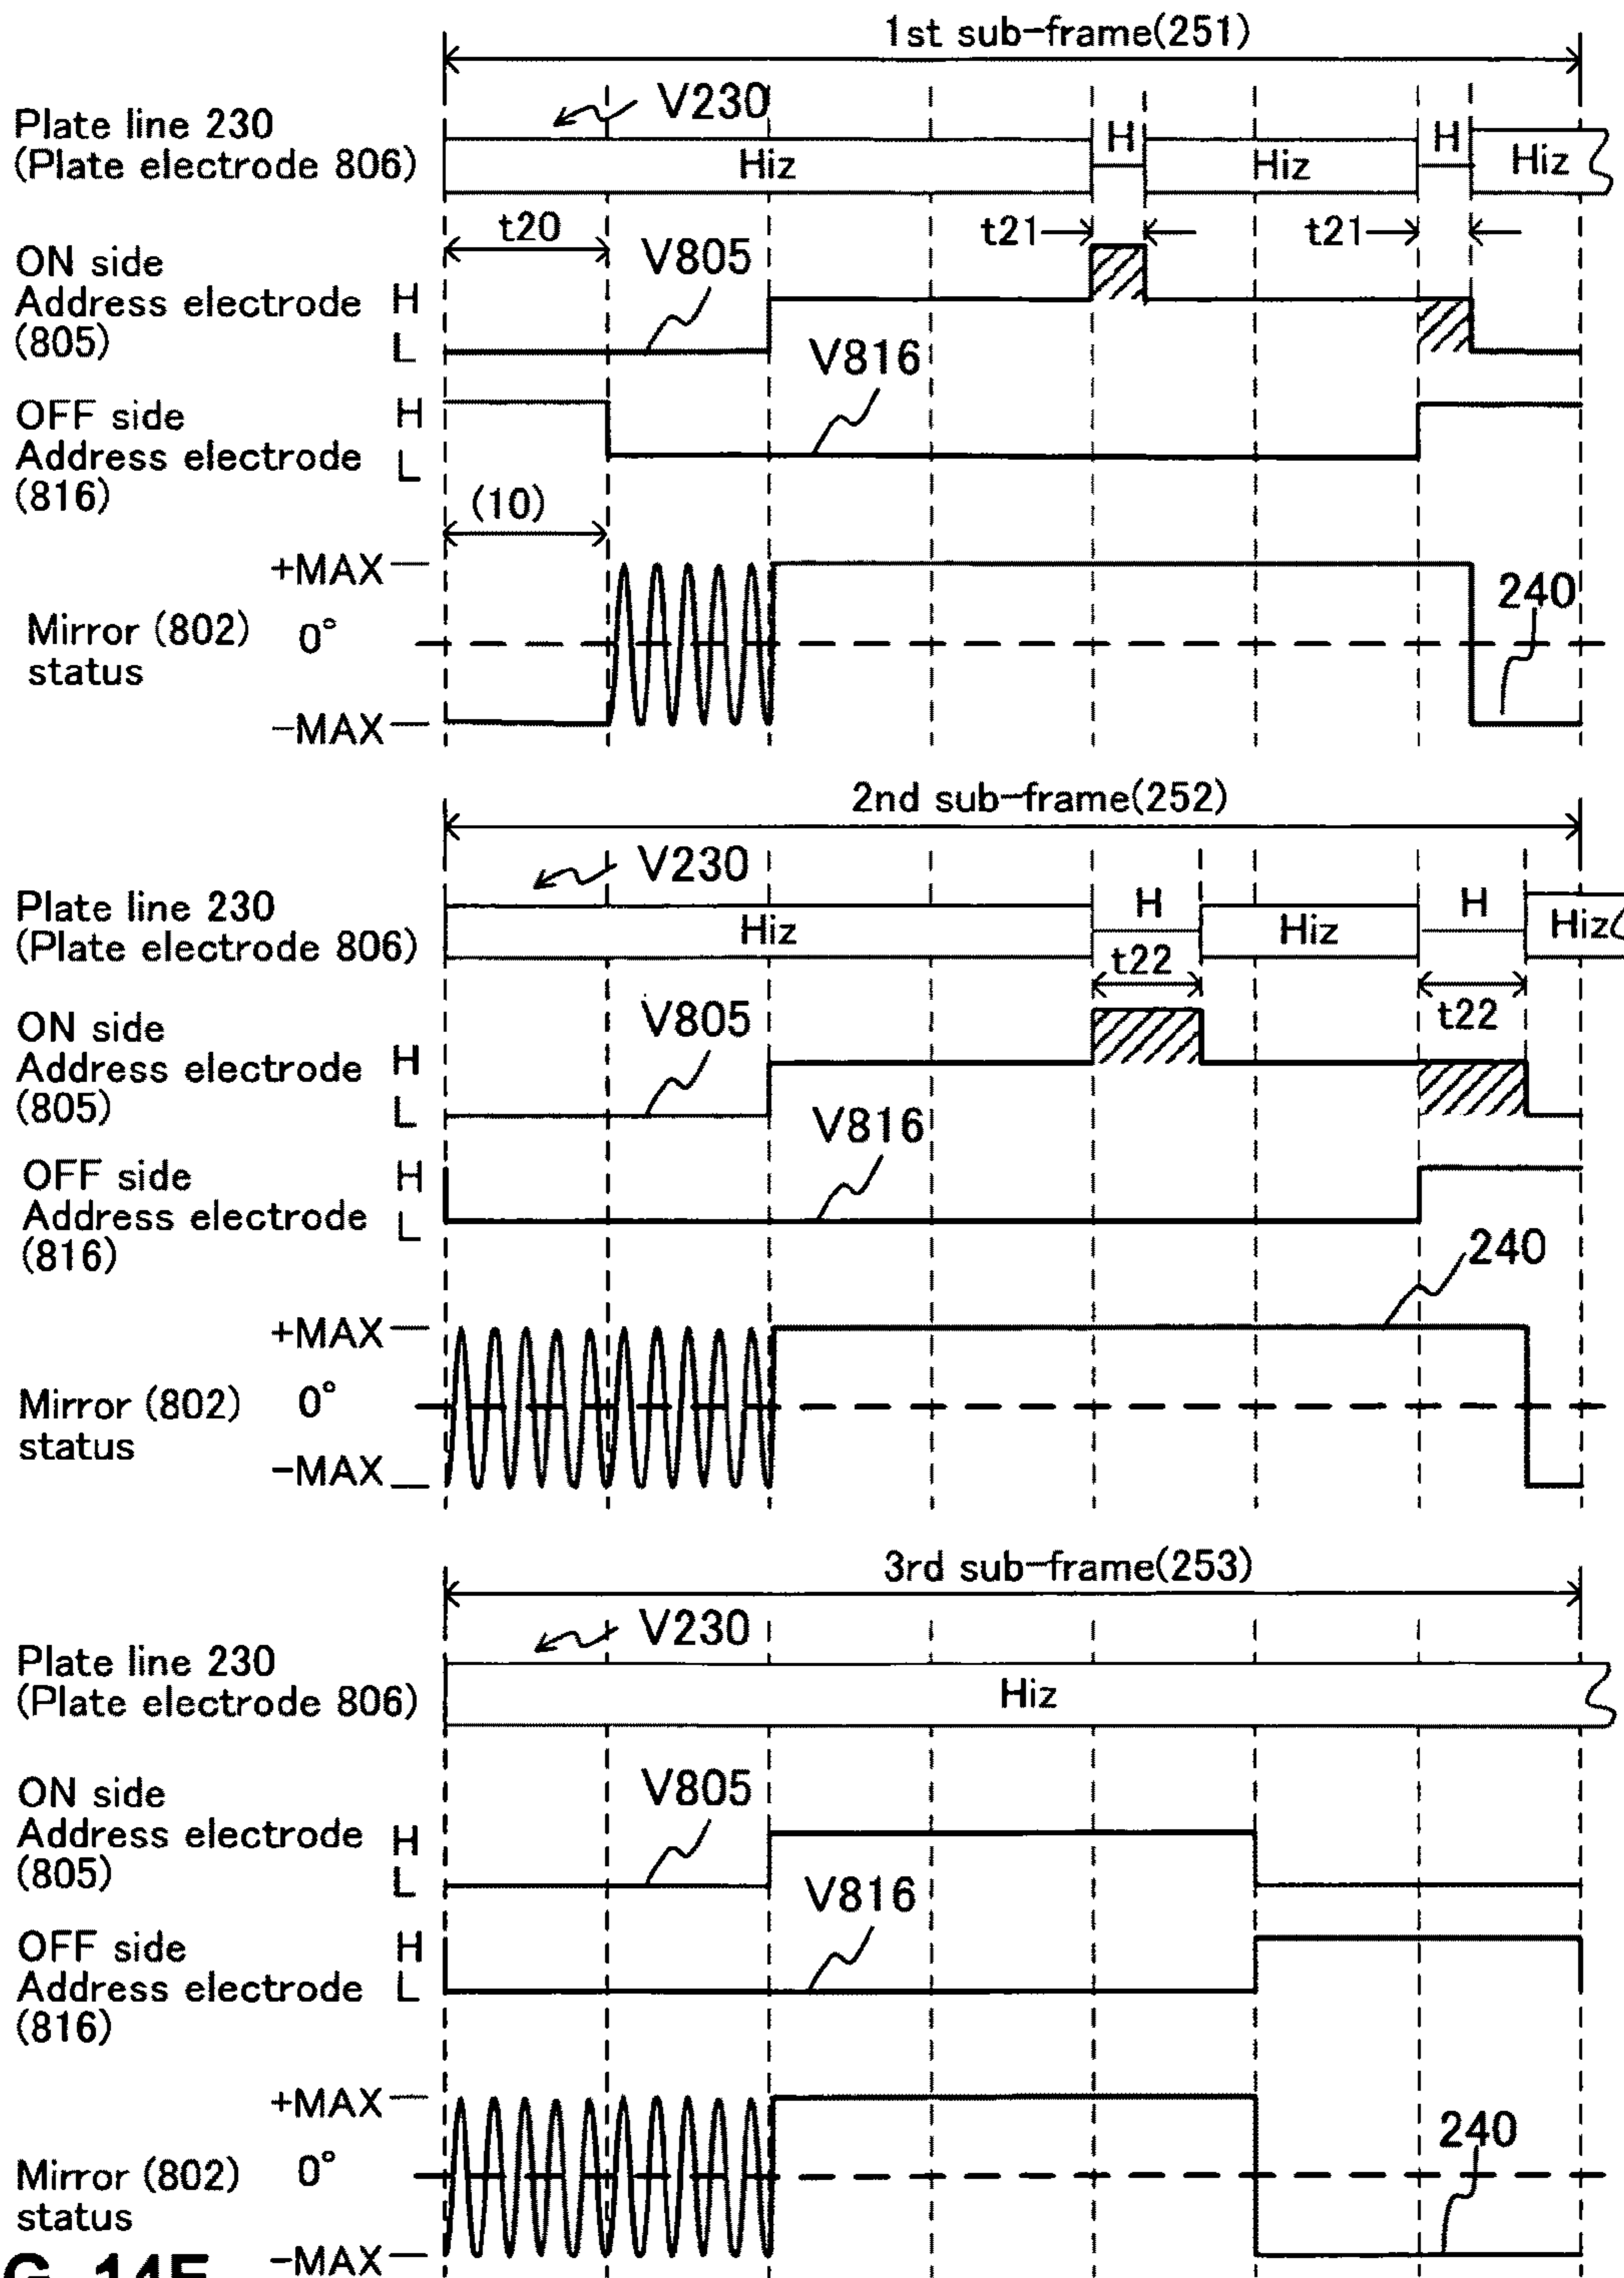 1st sub-frame(251)
V230
Plate line 230
(Plate electrode 806)
Hiz
H
Hiz
H
Hiz
t20
t21
t21
ON side
Address electrode
(805)
H
L
V805
V816
OFF side
Address electrode
(816)
H
L
(10)
+MAX
Mirror (802)
status
0°
-MAX
240
2nd sub-frame(252)
V230
Plate line 230
(Plate electrode 806)
Hiz
H
Hiz
H
Hiz
t22
t22
ON side
Address electrode
(805)
H
L
V805
V816
OFF side
Address electrode
(816)
H
L
240
+MAX
Mirror (802)
status
0°
-MAX
3rd sub-frame(253)
V230
Plate line 230
(Plate electrode 806)
Hiz
ON side
Address electrode
(805)
H
L
V805
V816
OFF side
Address electrode
(816)
H
L
+MAX
Mirror (802)
status
0°
-MAX
240